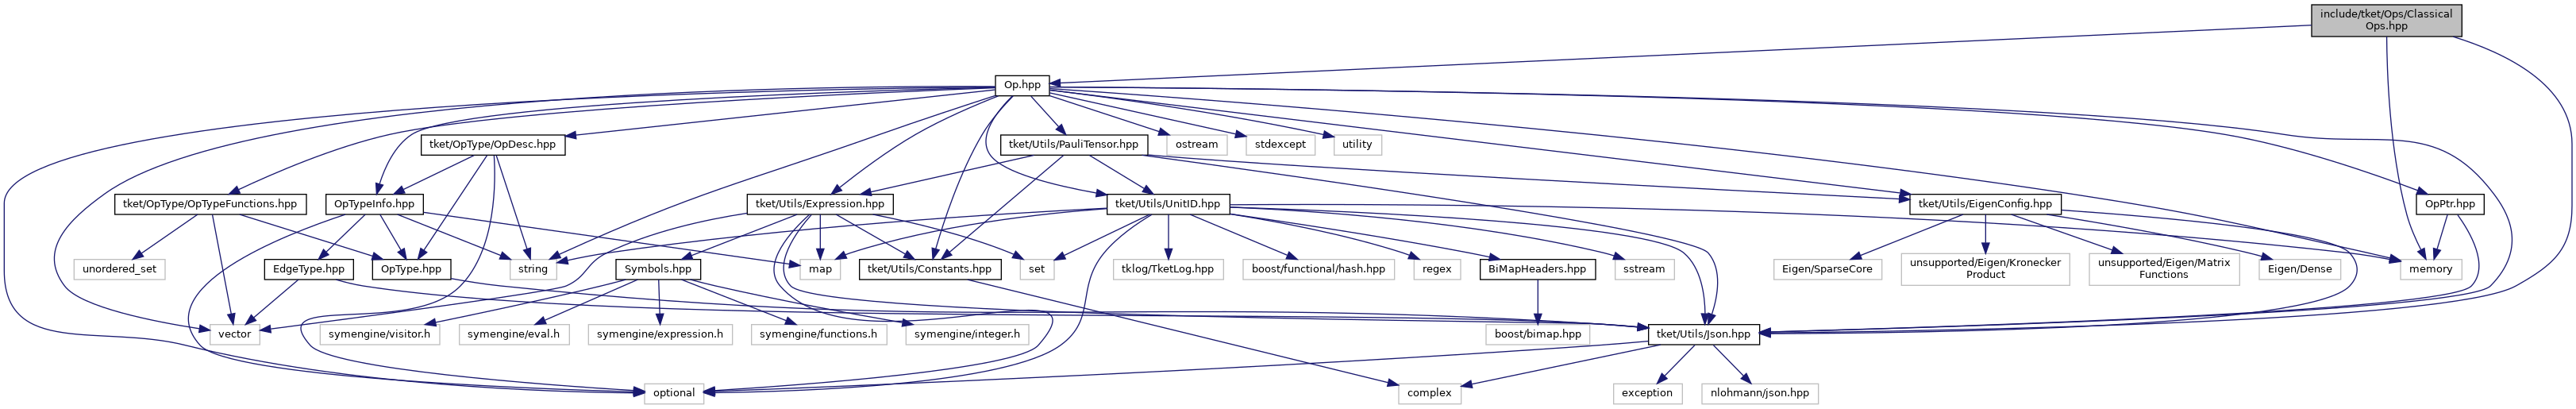 include/tket/Ops/Classical
Ops.hpp
Op.hpp
tket/OpType/OpDesc.hpp
tket/Utils/PauliTensor.hpp
ostream
stdexcept
utility
tket/OpType/OpTypeFunctions.hpp
OpTypeInfo.hpp
tket/Utils/Expression.hpp
tket/Utils/UnitID.hpp
tket/Utils/EigenConfig.hpp
OpPtr.hpp
unordered_set
EdgeType.hpp
OpType.hpp
string
Symbols.hpp
map
tket/Utils/Constants.hpp
set
tklog/TketLog.hpp
boost/functional/hash.hpp
regex
BiMapHeaders.hpp
sstream
Eigen/SparseCore
unsupported/Eigen/Kronecker
Product
unsupported/Eigen/Matrix
Functions
Eigen/Dense
memory
vector
symengine/visitor.h
symengine/eval.h
symengine/expression.h
symengine/functions.h
symengine/integer.h
boost/bimap.hpp
tket/Utils/Json.hpp
optional
complex
exception
nlohmann/json.hpp